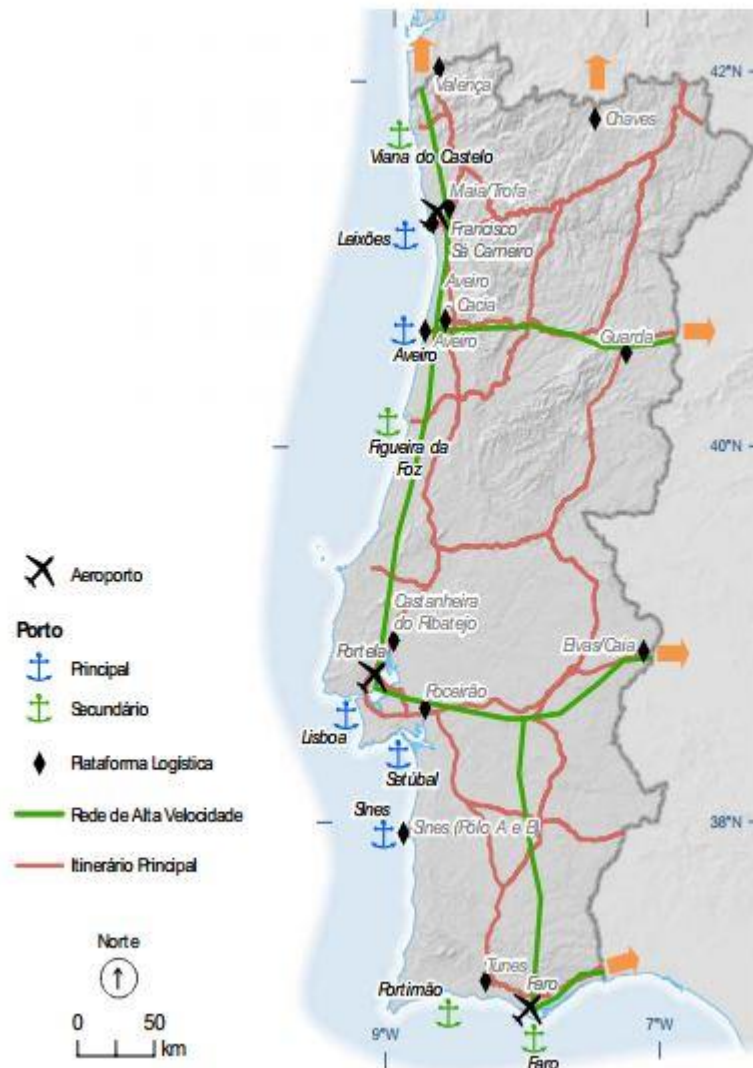 42°N
Valença
Chaves
Viana do Castelo
Maia/Trofa
Leixões
Francisco
Sá Carneiro
Aveiro
Cacia
Aveiro
Aveiro
Guarda
Figueira da
Foz
40°N
Aeroporto
Castanheira
do Ribatejo
Porto
Portela
Elvas/Caia
Principal
Secundário
Poceirão
Lisboa
Plataforma Logística
Setúbal
Sines
Rede de Alta Velocidade
Sines (Pólo A e B)
38°N
Itinerário Principal
Norte
Tunes
Faro
Portimão
0 50
km
9°W
7°W
Faro